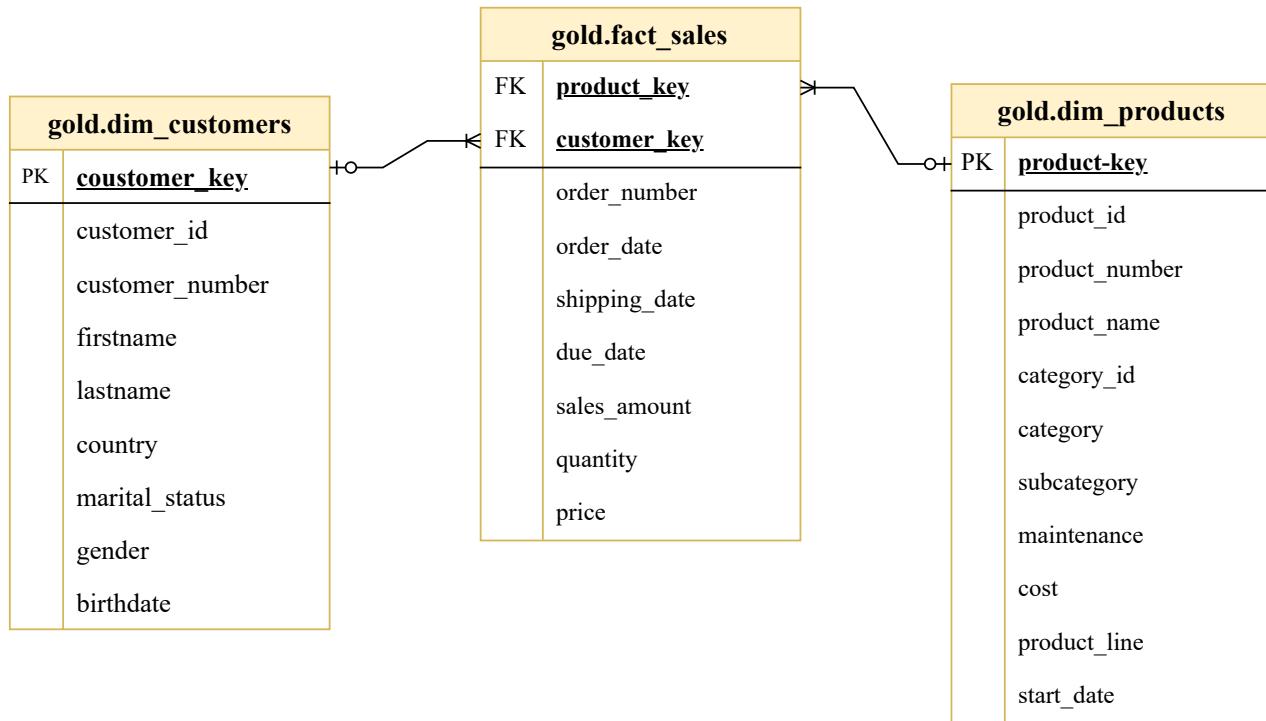 gold.dim_customers
PK coustomer_key
customer_id
customer_number
firstname
lastname
country
marital_status
gender
birthdate
gold.fact_sales
FK product_key
FK customer_key
order_number
order_date
shipping_date
due_date
sales_amount
quantity
price
gold.dim_products
PK product-key
product_id
product_number
product_name
category_id
category
subcategory
maintenance
cost
product_line
start_date